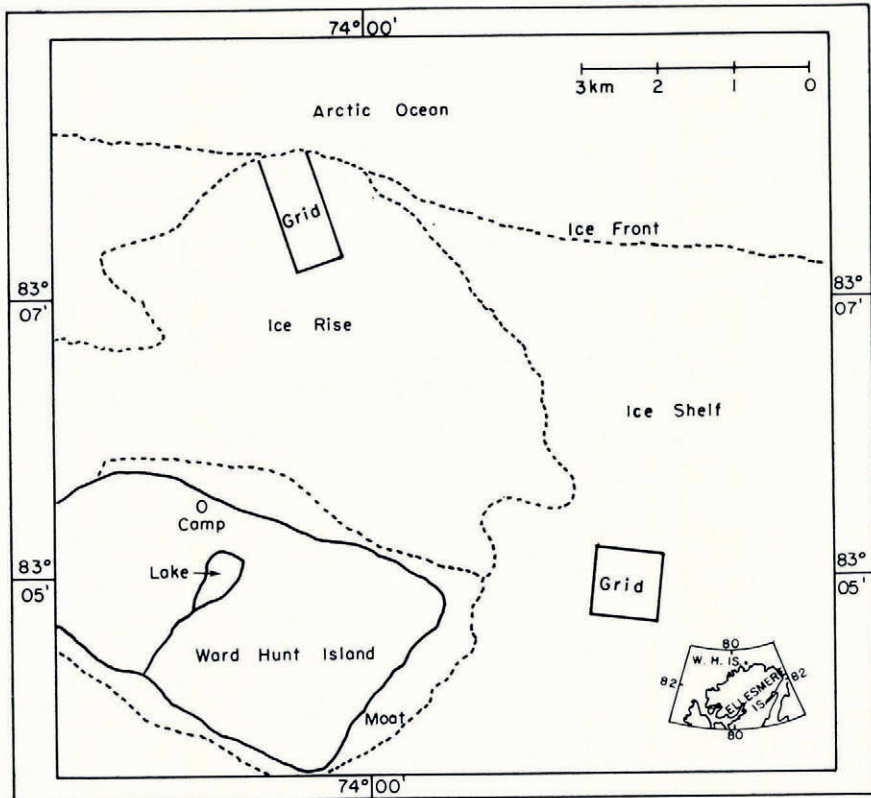 74° 00'
3 km 2 1 0
Arctic Ocean
Grid
Ice Front
83°
07'
83°
07'
Ice Rise
Ice Shelf
Camp
Lake
83°
05'
83°
05'
Grid
Ward Hunt Island
Moat
80
W. H. IS.
82
82
ELLESMERE
IS.
80
74° 00'